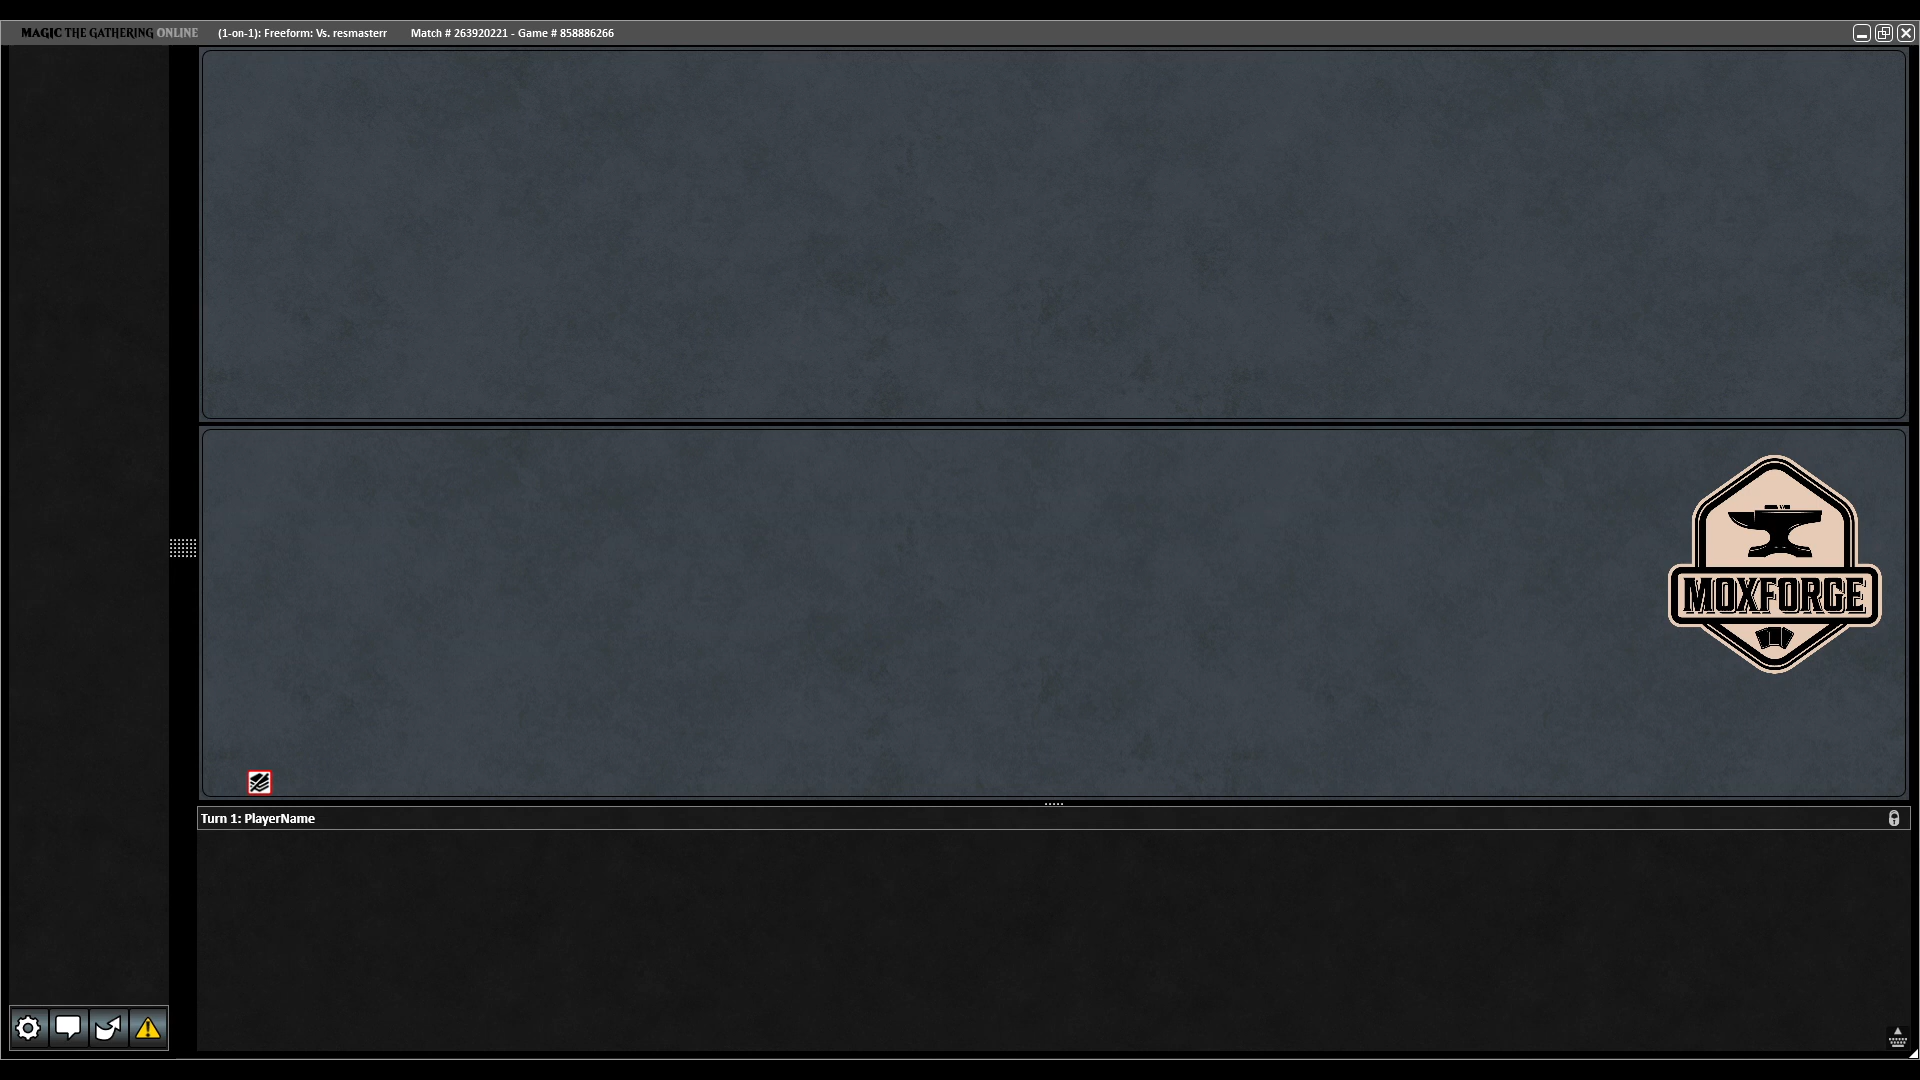 MAGIC THE GATHERING ONLINE (1-on-1): Freeform: Vs. resmasterr Match # 263920221 - Game # 858886266
MOXFORGE
Turn 1: PlayerName